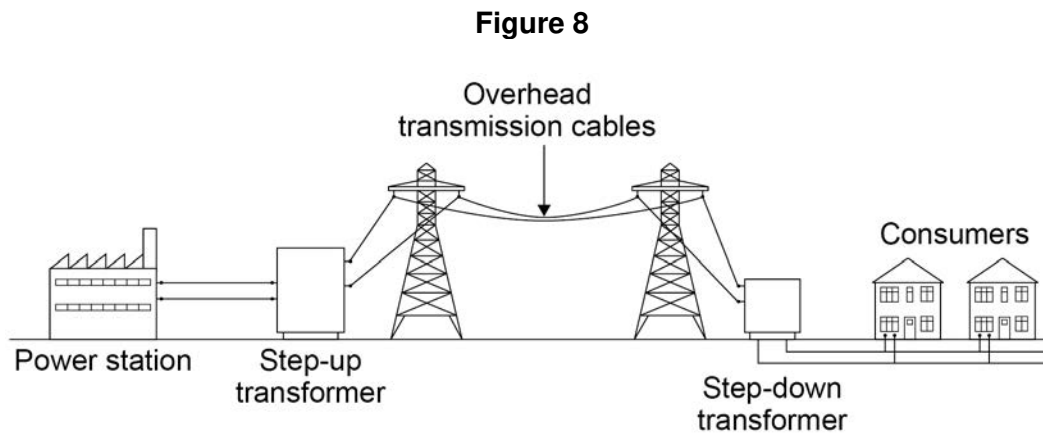 Figure 8
Overhead
transmission cables
Consumers
Power station
Step-up
transformer
Step-down
transformer